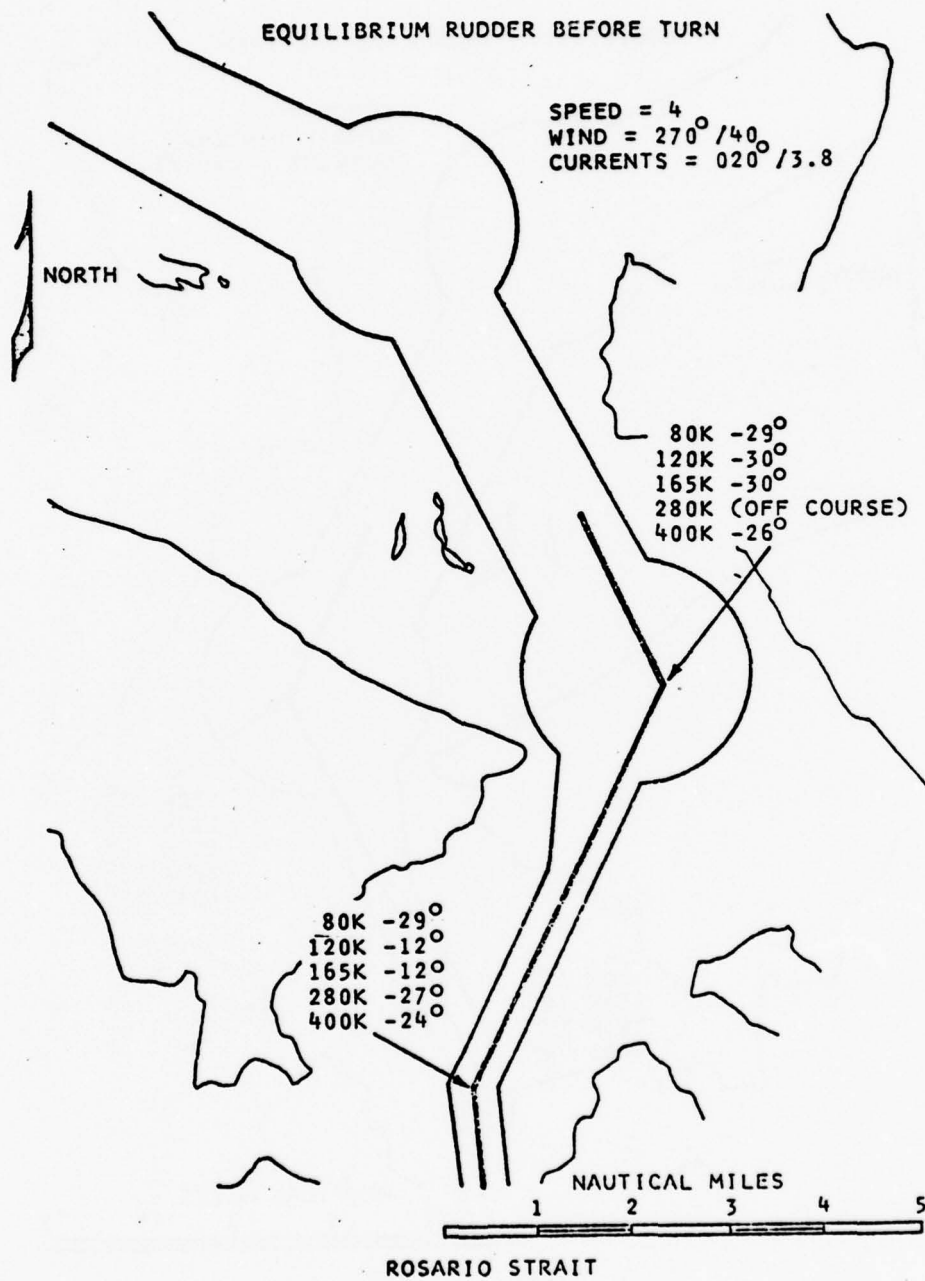 EQUILIBRIUM RUDDER BEFORE TURN
SPEED = 4
WIND = 270° /40
CURRENTS = 020° /3.8
NORTH
80K -29°
120K -30°
165K -30°
280K (OFF COURSE)
400K -26°
80K -29°
120K -12°
165K -12°
280K -27°
400K -24°
NAUTICAL MILES
1 2 3 4 5
ROSARIO STRAIT